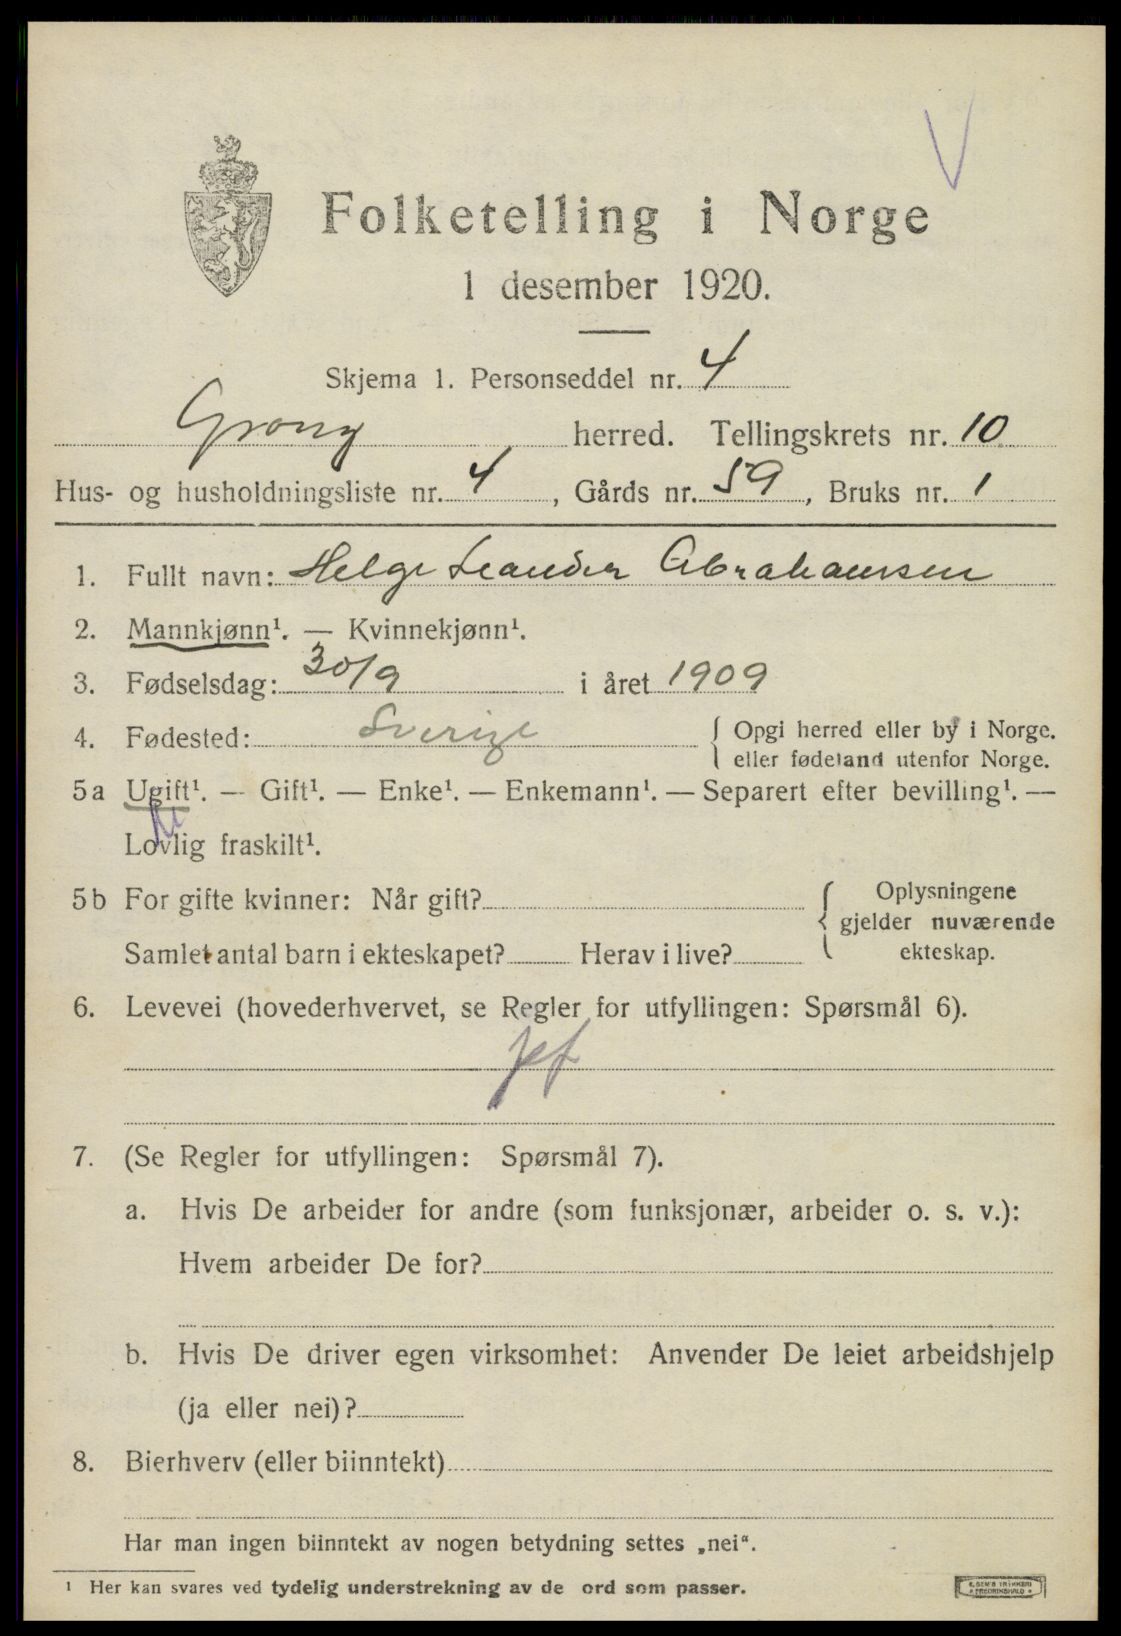 Folketelling i Norge
1 desember 1920.
Skjema 1. Personseddel nr. 4
Grong herred. Tellingskrets nr. 10
Hus- og husholdningsliste nr. 4, Gårds nr. 59, Bruks nr. 1
1. Fullt navn: Helge Leander Abrahamsen
2. Mannkjønn¹. — Kvinnekjønn¹.
3. Fødselsdag: 30/9 i året 1909
4. Fødested: Sverige { Opgi herred eller by i Norge.
eller fødeland utenfor Norge.
5a Ugift¹. — Gift¹. — Enke¹. — Enkemann¹. — Separert efter bevilling¹. —
Lovlig fraskilt¹.
5b For gifte kvinner: Når gift? { Oplysningene
gjelder nuværende
Samlet antal barn i ekteskapet? Herav i live? ekteskap.
6. Levevei (hovederhvervet, se Regler for utfyllingen: Spørsmål 6).
7. (Se Regler for utfyllingen: Spørsmål 7).
a. Hvis De arbeider for andre (som funksjonær, arbeider o. s. v.):
Hvem arbeider De for?
b. Hvis De driver egen virksomhet: Anvender De leiet arbeidshjelp
(ja eller nei)?
8. Bierhverv (eller biinntekt)
Har man ingen biinntekt av nogen betydning settes „nei“.
¹ Her kan svares ved tydelig understrekning av de ord som passer.
E. SEM'S TRYKKERI
FREDRIKSHALD